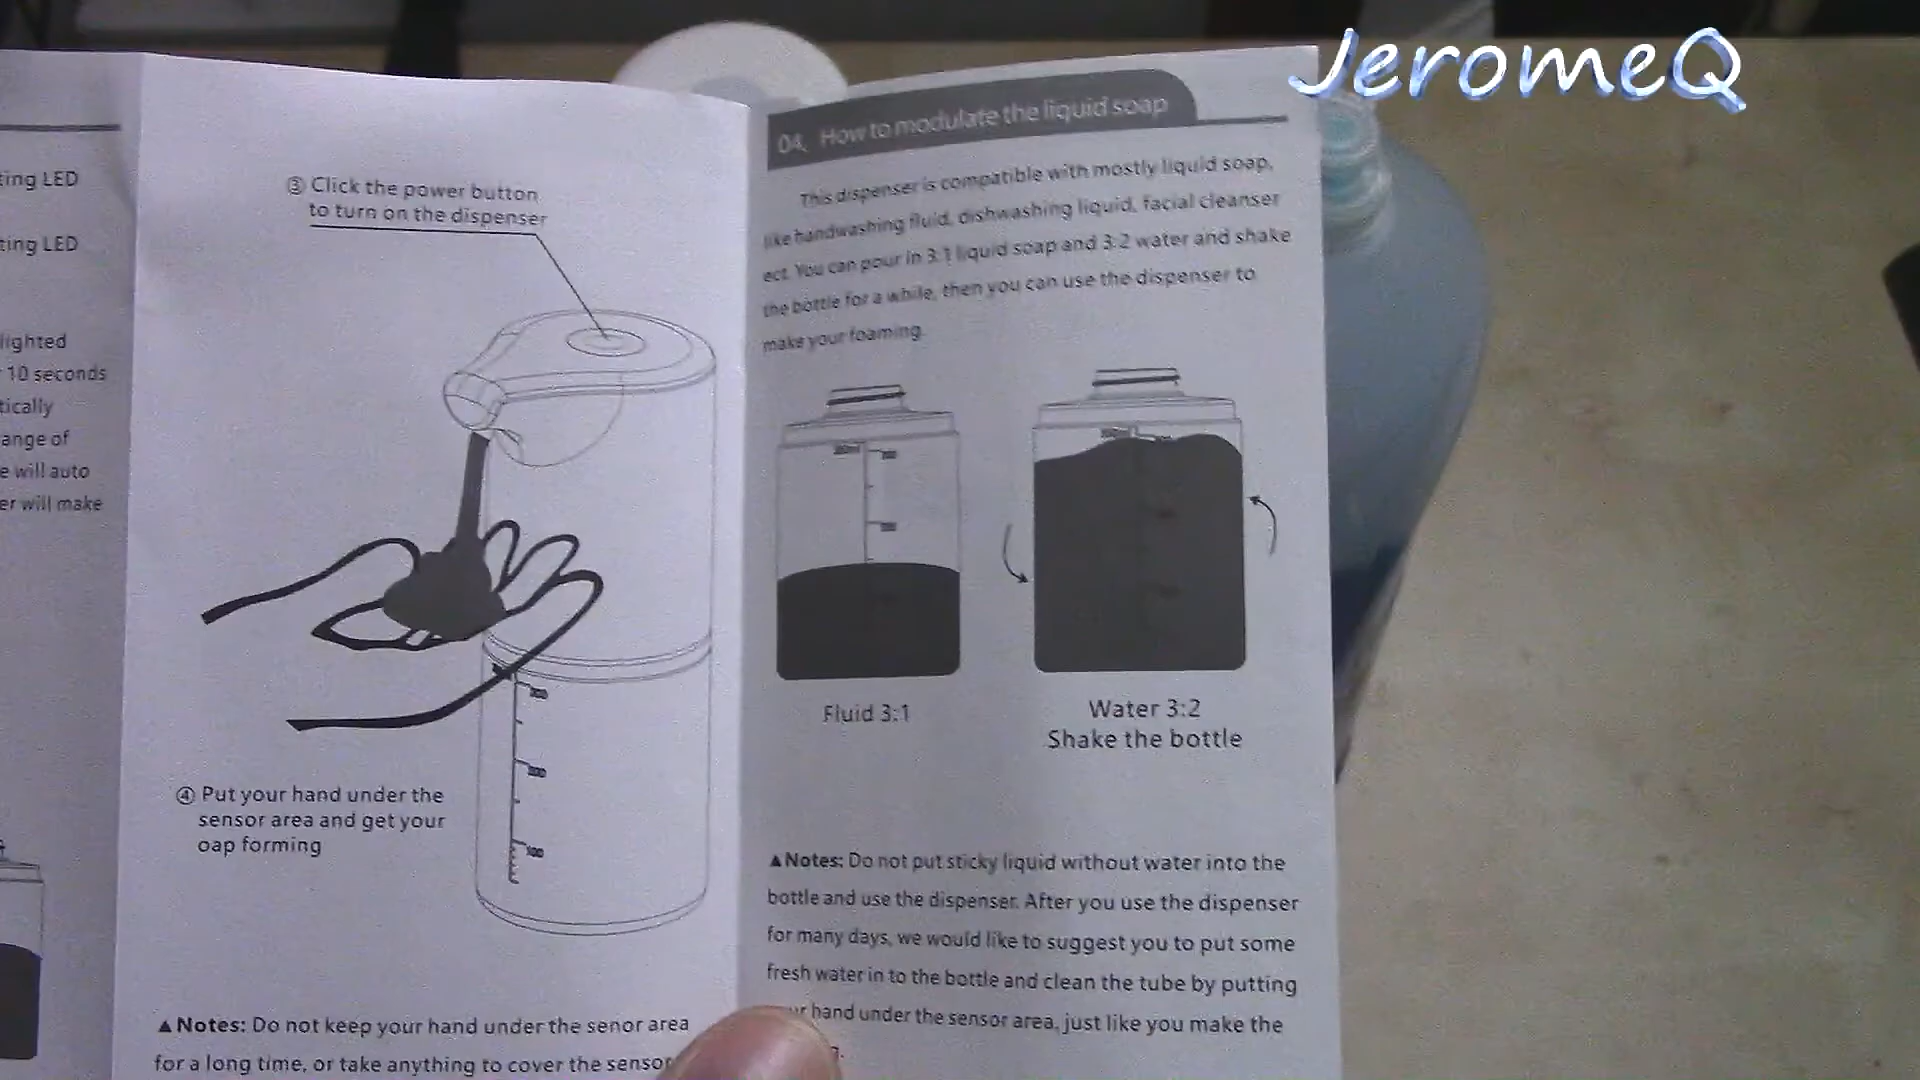 JeromeQ
ting LED
ting LED
lighted
10 seconds
tically
ange of
e will auto
er will make
③ Click the power button
to turn on the dispenser
100
④ Put your hand under the
sensor area and get your
oap forming
▲Notes: Do not keep your hand under the senor area
for a long time, or take anything to cover the sensor
04. How to modulate the liquid soap
This dispenser is compatible with mostly liquid soap,
like handwashing fluid, dishwashing liquid, facial cleanser
ect. You can pour in 3:1 liquid soap and 3:2 water and shake
the bottle for a while, then you can use the dispenser to
make your foaming.
Fluid 3:1
Water 3:2
Shake the bottle
▲Notes: Do not put sticky liquid without water into the
bottle and use the dispenser. After you use the dispenser
for many days, we would like to suggest you to put some
fresh water in to the bottle and clean the tube by putting
ur hand under the sensor area, just like you make the